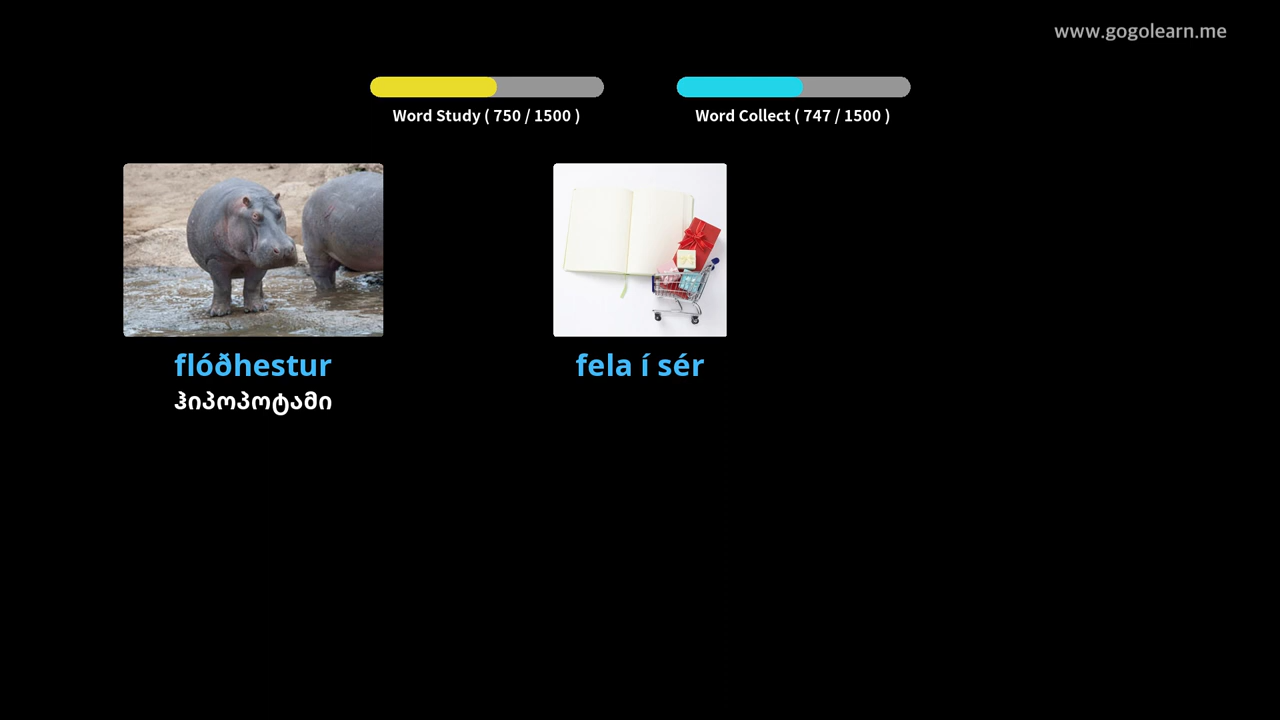 www.gogolearn.me
Word Study ( 750 / 1500 )
Word Collect ( 747 / 1500 )
flóðhestur
ჰიპოპოტამი
fela í sér